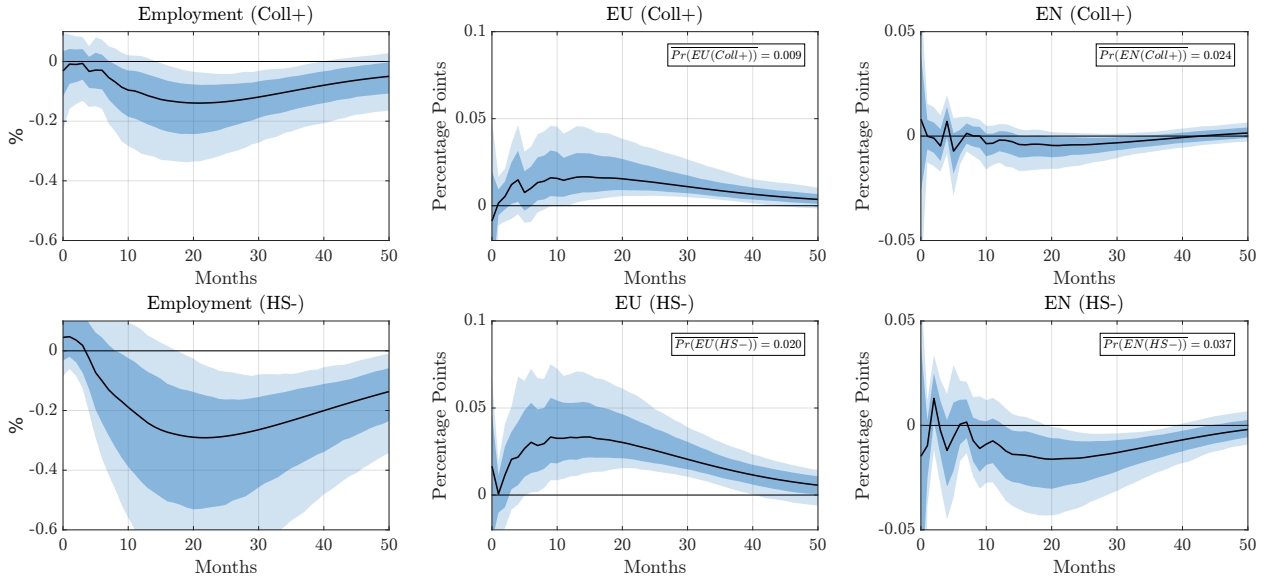 Employment (Coll+)
0
-0.2
-0.4
-0.6
%
0 10 20 30 40 50
Months
EU (Coll+)
0.1
0.05
0
Percentage Points
Pr(EU(Coll+)) = 0.009
0 10 20 30 40 50
Months
EN (Coll+)
0.05
0
-0.05
Percentage Points
Pr(EN(Coll+)) = 0.024
0 10 20 30 40 50
Months
Employment (HS-)
0
-0.2
-0.4
-0.6
%
0 10 20 30 40 50
Months
EU (HS-)
0.1
0.05
0
Percentage Points
Pr(EU(HS−)) = 0.020
0 10 20 30 40 50
Months
EN (HS-)
0.05
0
-0.05
Percentage Points
Pr(EN(HS−)) = 0.037
0 10 20 30 40 50
Months